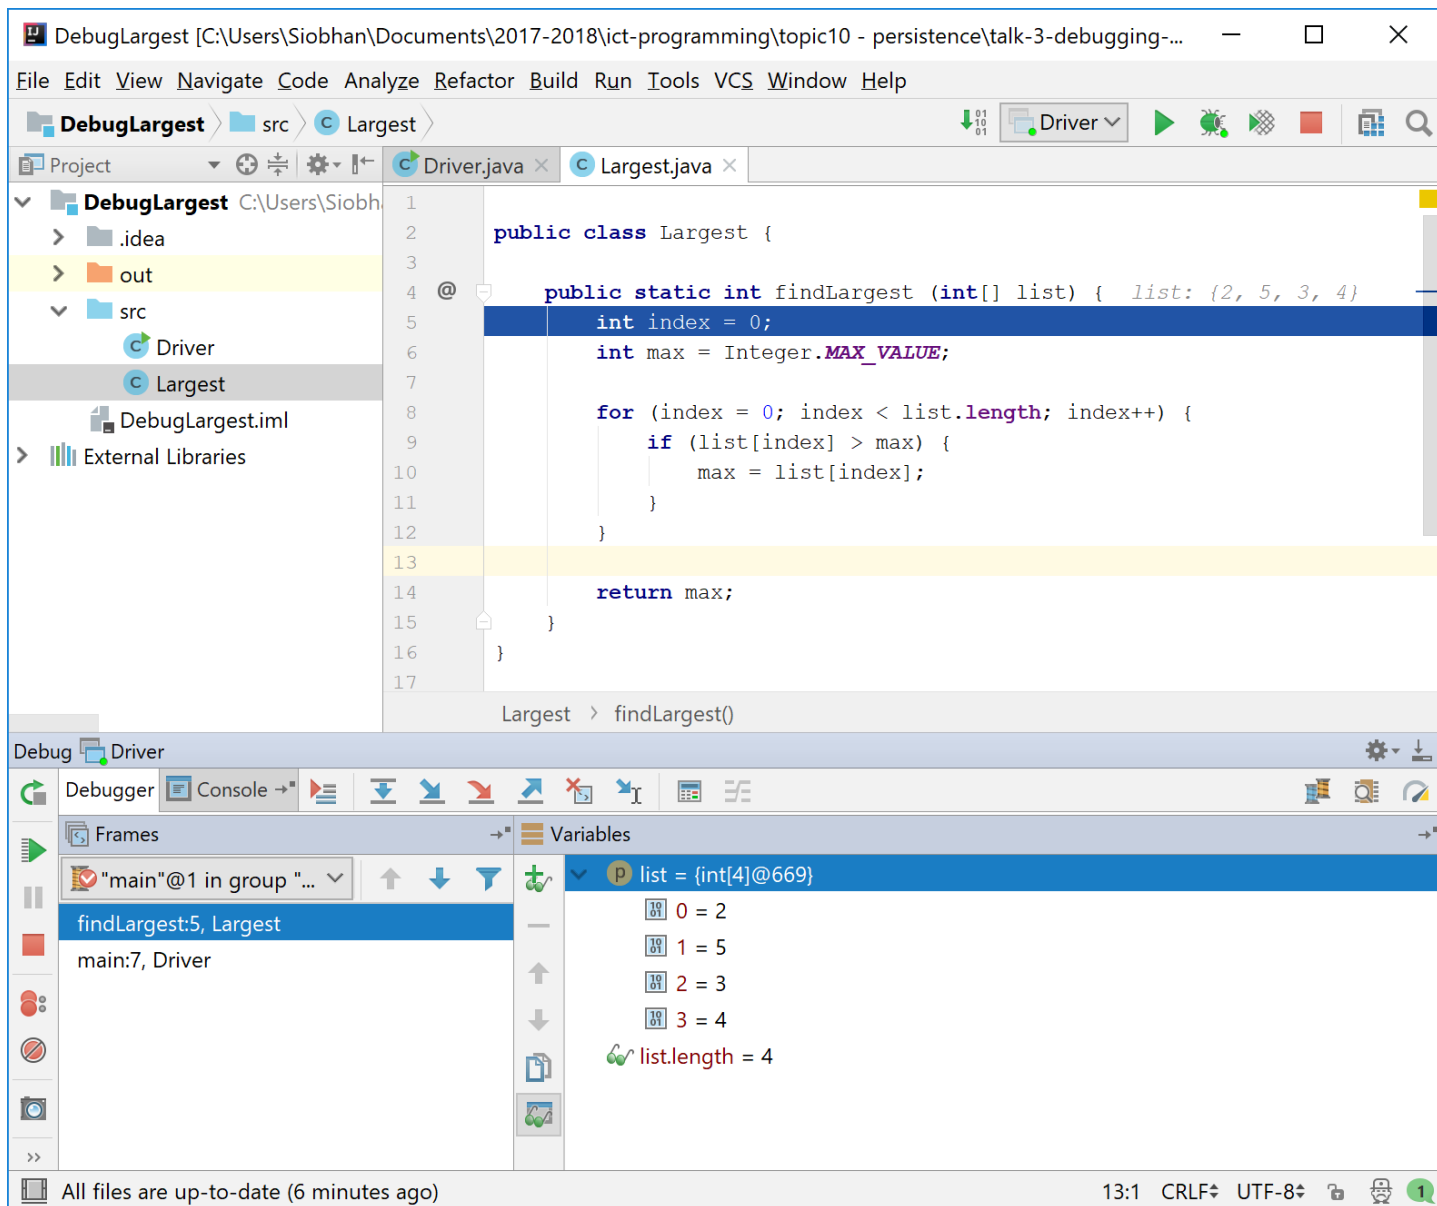 DebugLargest [C:\Users\Siobhan\Documents\2017-2018\ict-programming\topic10 - persistence\talk-3-debugging-...
File Edit View Navigate Code Analyze Refactor Build Run Tools VCS Window Help
DebugLargest src Largest Driver
Project
Driver.java Largest.java
DebugLargest C:\Users\Siobh
.idea
out
src
Driver
Largest
DebugLargest.iml
External Libraries
1
2 public class Largest {
3
4 @ public static int findLargest (int[] list) { list: {2, 5, 3, 4}
5 int index = 0;
6 int max = Integer.MAX_VALUE;
7
8 for (index = 0; index < list.length; index++) {
9 if (list[index] > max) {
10 max = list[index];
11 }
12 }
13
14 return max;
15 }
16 }
17
Largest > findLargest()
Debug Driver
Debugger Console
Frames
"main"@1 in group "...
findLargest:5, Largest
main:7, Driver
Variables
list = {int[4]@669}
0 = 2
1 = 5
2 = 3
3 = 4
list.length = 4
All files are up-to-date (6 minutes ago) 13:1 CRLF UTF-8 1